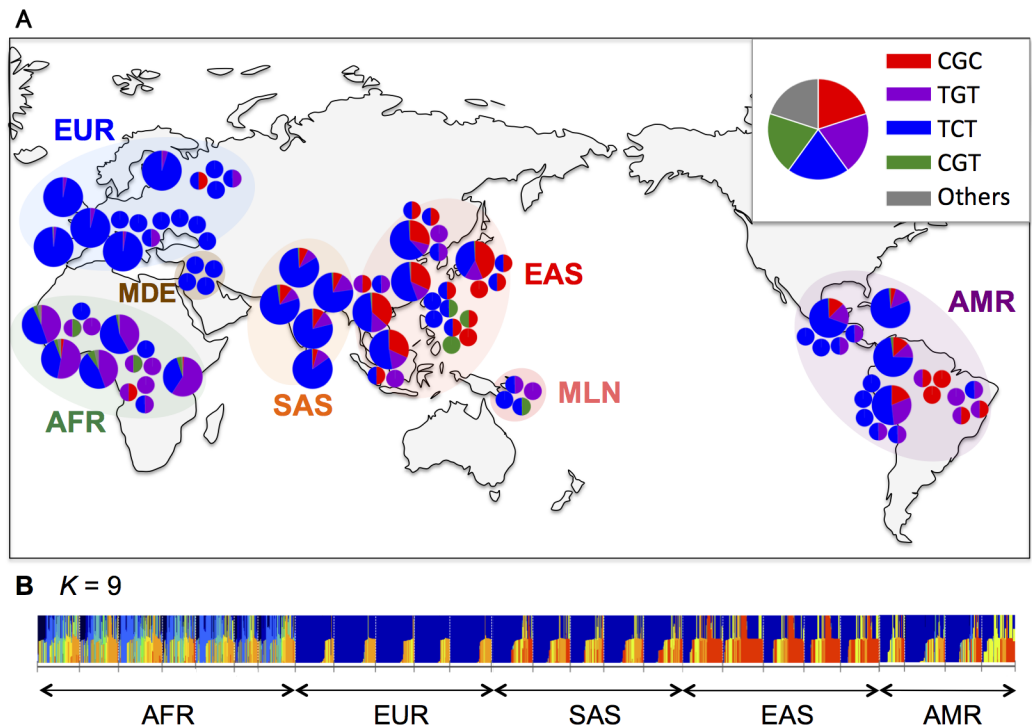 A
CGC
TGT
TCT
CGT
Others
EUR
MDE
EAS
AMR
SAS
MLN
AFR
B K = 9
AFR EUR SAS EAS AMR